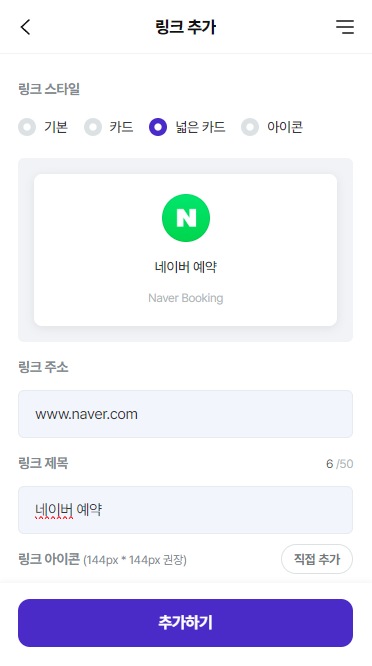 링크 추가
링크 스타일
기본 카드 넓은 카드 아이콘
N
네이버 예약
Naver Booking
링크 주소
www.naver.com
링크 제목 6 /50
네이버 예약
링크 아이콘 (144px * 144px 권장) 직접 추가
추가하기